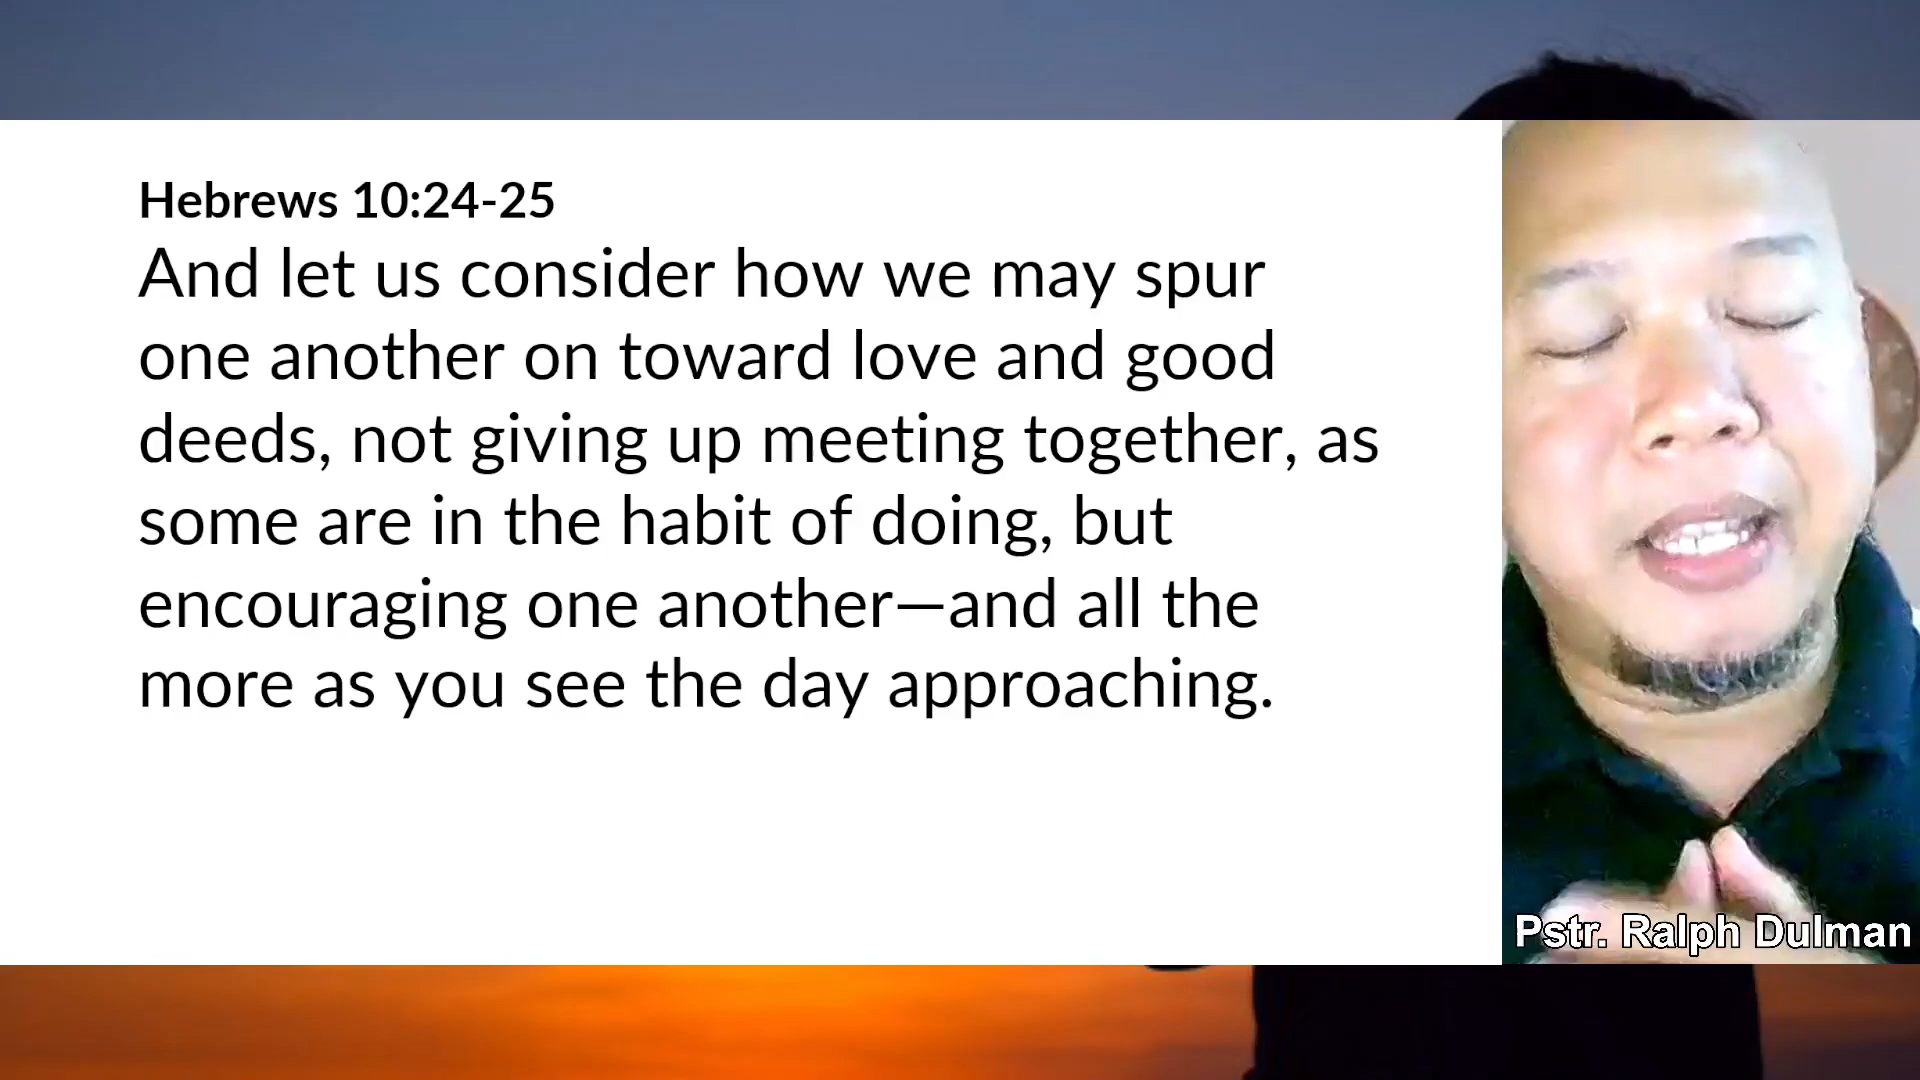 Hebrews 10:24-25
And let us consider how we may spur
one another on toward love and good
deeds, not giving up meeting together, as
some are in the habit of doing, but
encouraging one another—and all the
more as you see the day approaching.
Pstr. Ralph Dulman